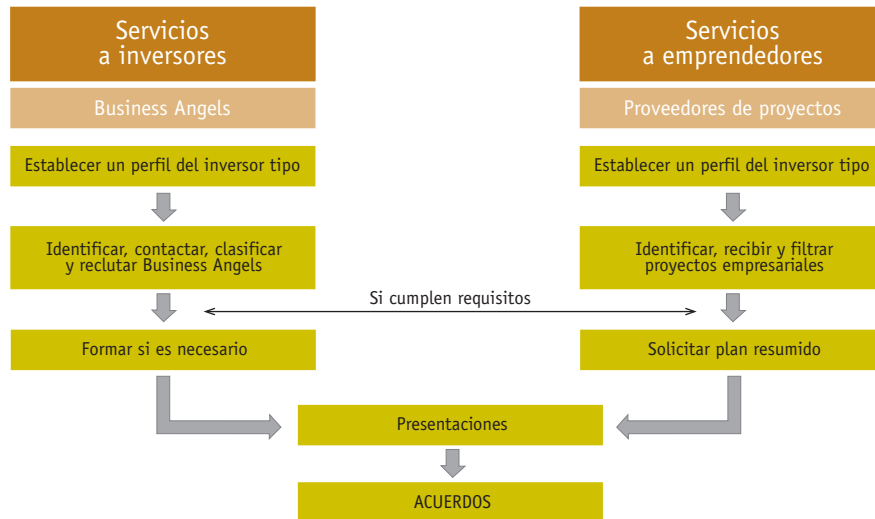 Servicios
a inversores
Business Angels
Establecer un perfil del inversor tipo
Identificar, contactar, clasificar
y reclutar Business Angels
Formar si es necesario
Servicios
a emprendedores
Proveedores de proyectos
Establecer un perfil del inversor tipo
Identificar, recibir y filtrar
proyectos empresariales
Solicitar plan resumido
Si cumplen requisitos
Presentaciones
ACUERDOS